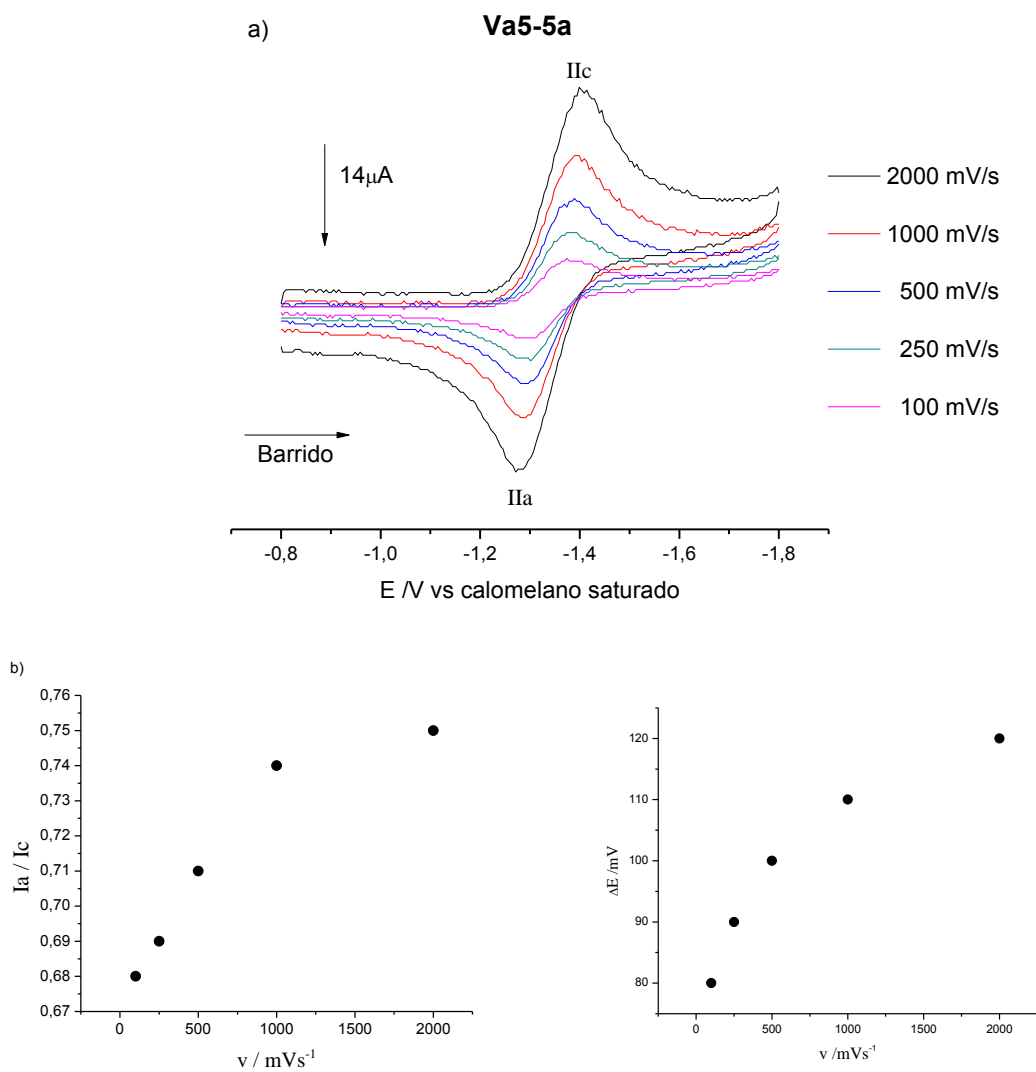 a)
Va5-5a
IIc
14μA
2000 mV/s
1000 mV/s
500 mV/s
250 mV/s
100 mV/s
Barrido
IIa
-0,8 -1,0 -1,2 -1,4 -1,6 -1,8
E /V vs calomelano saturado
b)
0,76
0,75
0,74
0,73
0,72
0,71
0,70
0,69
0,68
0,67
Ia / Ic
0 500 1000 1500 2000
v / mVs⁻¹
120
110
100
90
80
ΔE /mV
0 500 1000 1500 2000
v /mVs⁻¹